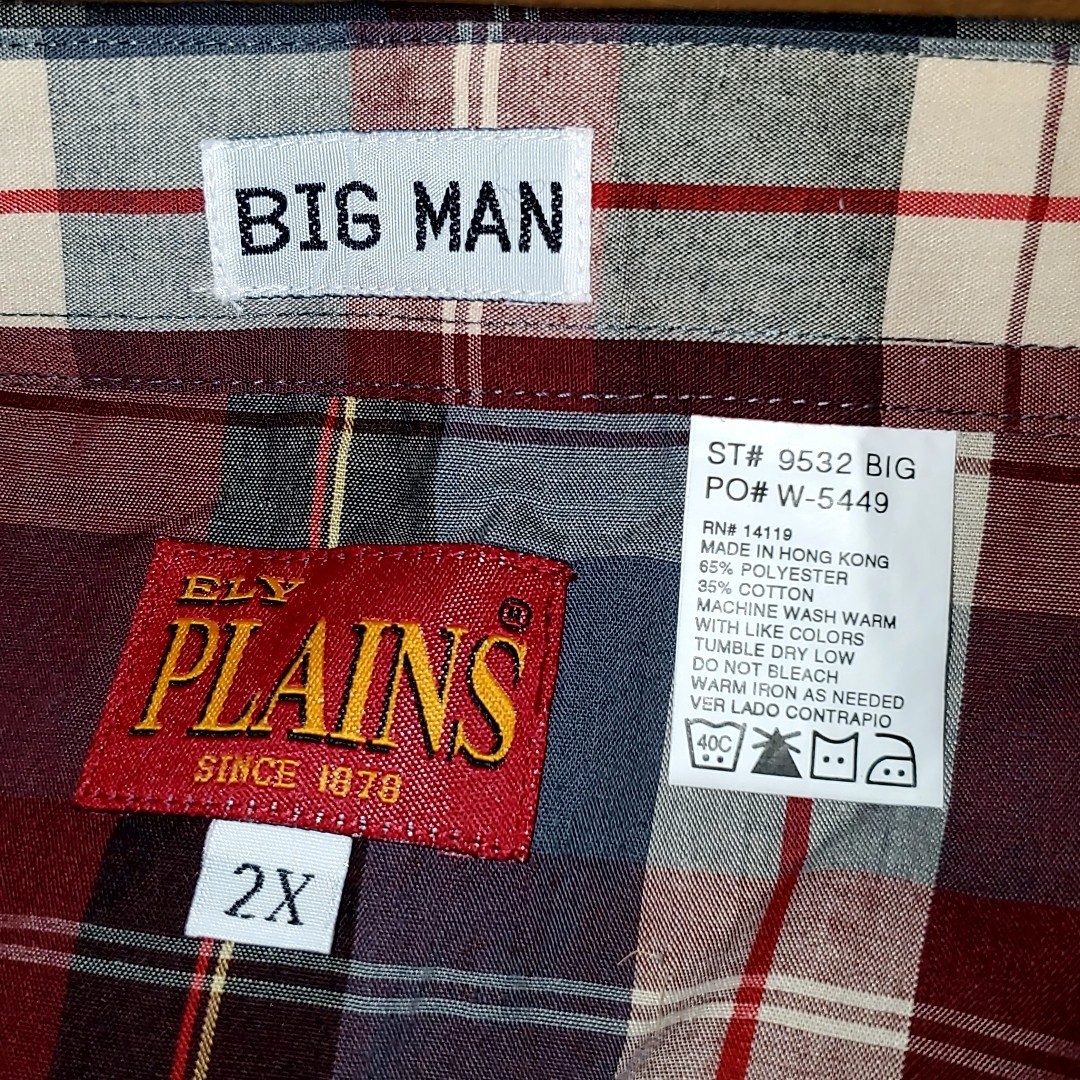 BIG MAN
ELY
PLAINS®
SINCE 1878
2X
ST# 9532 BIG
PO# W-5449
RN# 14119
MADE IN HONG KONG
65% POLYESTER
35% COTTON
MACHINE WASH WARM
WITH LIKE COLORS
TUMBLE DRY LOW
DO NOT BLEACH
WARM IRON AS NEEDED
VER LADO CONTRAPIO
40C